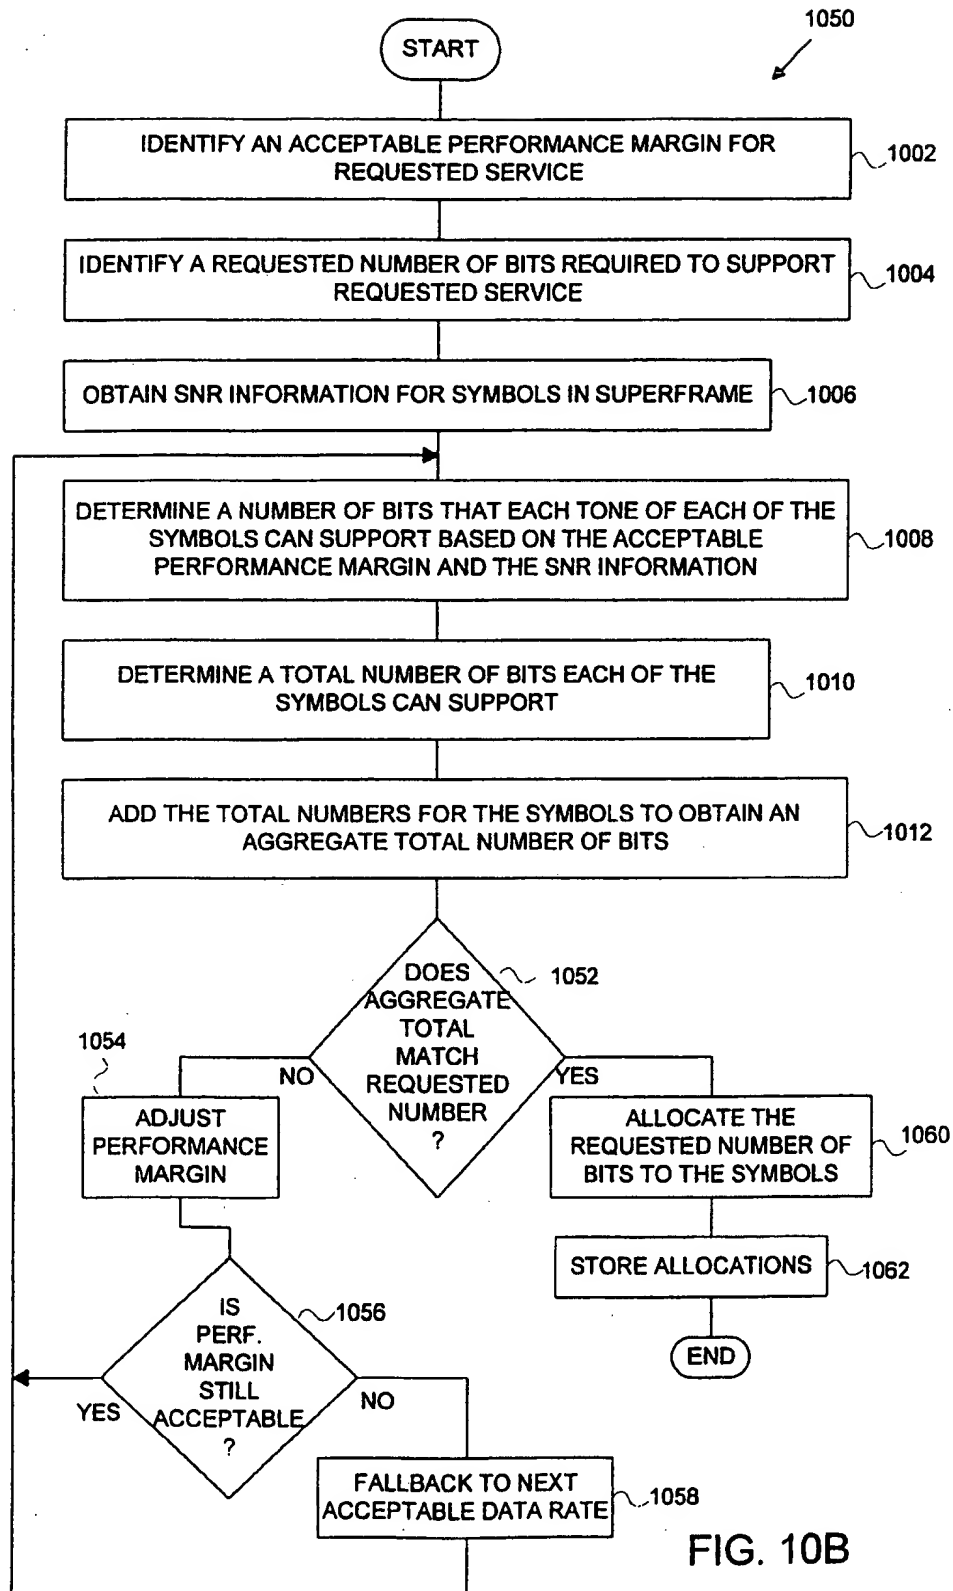 1050
START
IDENTIFY AN ACCEPTABLE PERFORMANCE MARGIN FOR
REQUESTED SERVICE
1002
IDENTIFY A REQUESTED NUMBER OF BITS REQUIRED TO SUPPORT
REQUESTED SERVICE
1004
OBTAIN SNR INFORMATION FOR SYMBOLS IN SUPERFRAME
1006
DETERMINE A NUMBER OF BITS THAT EACH TONE OF EACH OF THE
SYMBOLS CAN SUPPORT BASED ON THE ACCEPTABLE
PERFORMANCE MARGIN AND THE SNR INFORMATION
1008
DETERMINE A TOTAL NUMBER OF BITS EACH OF THE
SYMBOLS CAN SUPPORT
1010
ADD THE TOTAL NUMBERS FOR THE SYMBOLS TO OBTAIN AN
AGGREGATE TOTAL NUMBER OF BITS
1012
DOES
AGGREGATE
TOTAL
MATCH
REQUESTED
NUMBER
?
1052
NO
YES
1054
ADJUST
PERFORMANCE
MARGIN
ALLOCATE THE
REQUESTED NUMBER OF
BITS TO THE SYMBOLS
1060
STORE ALLOCATIONS
1062
END
IS
PERF.
MARGIN
STILL
ACCEPTABLE
?
1056
YES
NO
FALLBACK TO NEXT
ACCEPTABLE DATA RATE
1058
FIG. 10B